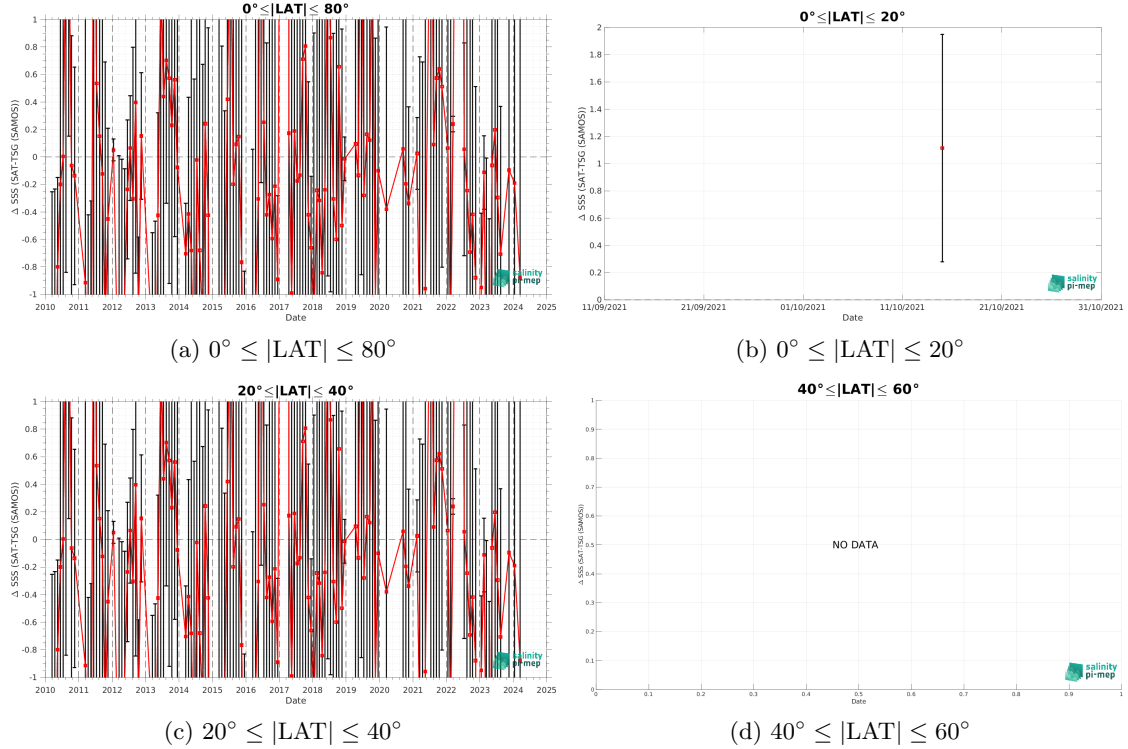 0°≤|LAT|≤ 80°
Δ SSS (SAT-TSG (SAMOS))
1
0.8
0.6
0.4
0.2
0
-0.2
-0.4
-0.6
-0.8
-1
2010 2011 2012 2013 2014 2015 2016 2017 2018 2019 2020 2021 2022 2023 2024 2025
Date
salinity
pi-mep
(a) 0° ≤ |LAT| ≤ 80°
0°≤|LAT|≤ 20°
Δ SSS (SAT-TSG (SAMOS))
2
1.8
1.6
1.4
1.2
1
0.8
0.6
0.4
0.2
0
11/09/2021 21/09/2021 01/10/2021 11/10/2021 21/10/2021 31/10/2021
Date
salinity
pi-mep
(b) 0° ≤ |LAT| ≤ 20°
20°≤|LAT|≤ 40°
Δ SSS (SAT-TSG (SAMOS))
1
0.8
0.6
0.4
0.2
0
-0.2
-0.4
-0.6
-0.8
-1
2010 2011 2012 2013 2014 2015 2016 2017 2018 2019 2020 2021 2022 2023 2024 2025
Date
salinity
pi-mep
(c) 20° ≤ |LAT| ≤ 40°
40°≤|LAT|≤ 60°
Δ SSS (SAT-TSG (SAMOS))
1
0.9
0.8
0.7
0.6
0.5
0.4
0.3
0.2
0.1
0
NO DATA
0 0.1 0.2 0.3 0.4 0.5 0.6 0.7 0.8 0.9 1
Date
salinity
pi-mep
(d) 40° ≤ |LAT| ≤ 60°